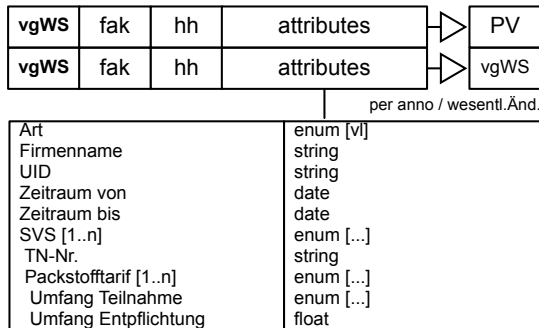 vgWS fak hh attributes PV
vgWS fak hh attributes vgWS
per anno / wesentl.Änd.
Art enum [vl]
Firmenname string
UID string
Zeitraum von date
Zeitraum bis date
SVS [1..n] enum [...]
TN-Nr. string
Packstofftarif [1..n] enum [...]
Umfang Teilnahme enum [...]
Umfang Entpflichtung float